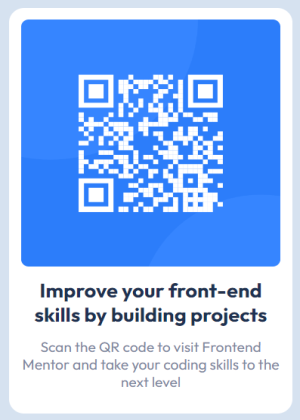 Improve your front-end
skills by building projects
Scan the QR code to visit Frontend
Mentor and take your coding skills to the
next level